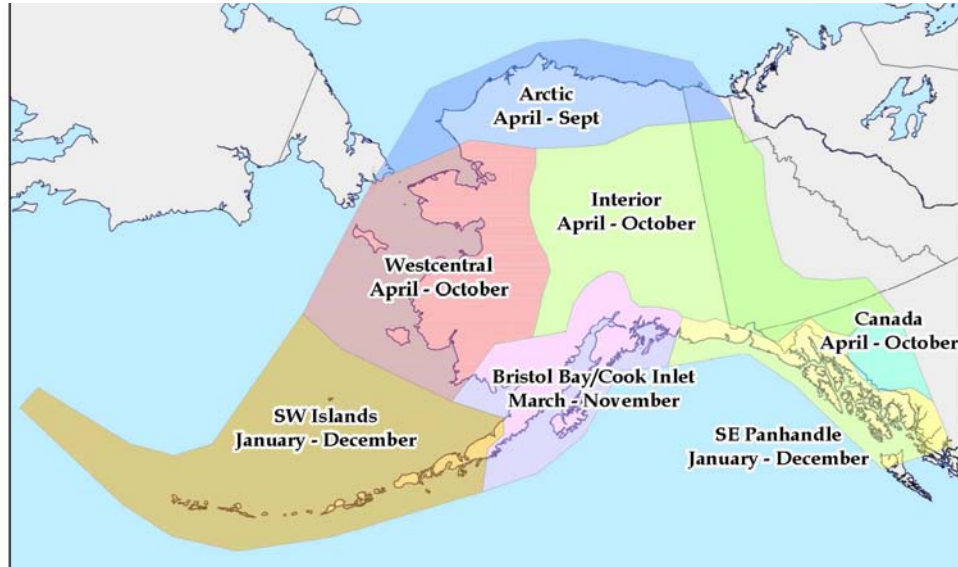 Arctic
April - Sept
Interior
April - October
Westcentral
April - October
Canada
April - October
Bristol Bay/Cook Inlet
March - November
SW Islands
January - December
SE Panhandle
January - December